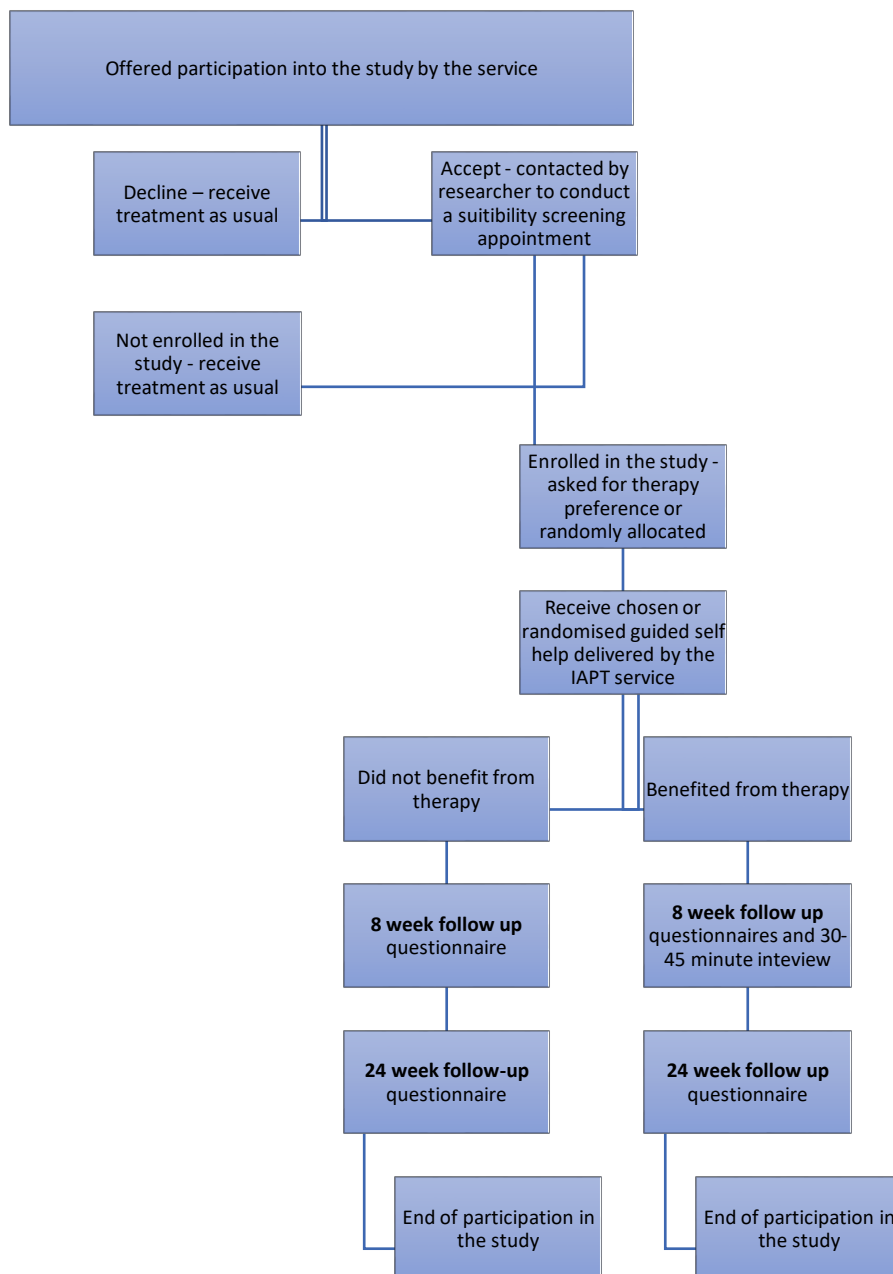 Offered participation into the study by the service
Decline – receive
treatment as usual
Accept - contacted by
researcher to conduct
a suitibility screening
appointment
Not enrolled in the
study - receive
treatment as usual
Enrolled in the study -
asked for therapy
preference or
randomly allocated
Receive chosen or
randomised guided self
help delivered by the
IAPT service
Did not benefit from
therapy
Benefited from therapy
8 week follow up
questionnaire
8 week follow up
questionnaires and 30-
45 minute inteview
24 week follow-up
questionnaire
24 week follow up
questionnaire
End of participation in
the study
End of participation in
the study